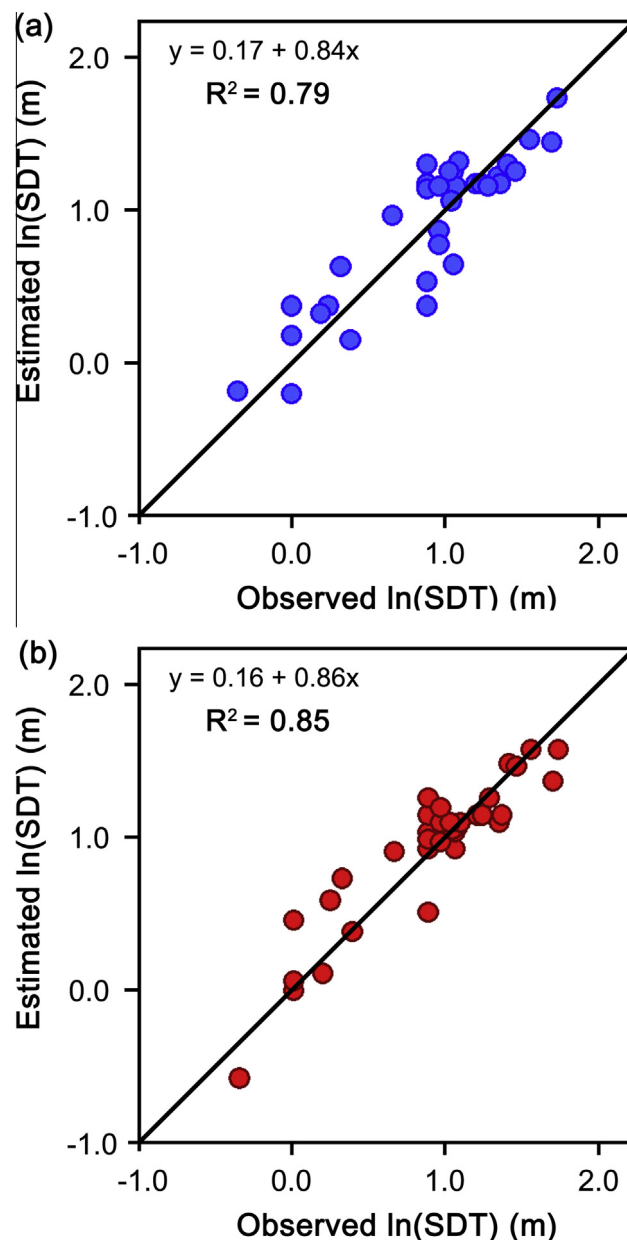 (a)
y = 0.17 + 0.84x
R² = 0.79
2.0
1.0
0.0
-1.0
Estimated ln(SDT) (m)
-1.0 0.0 1.0 2.0
Observed ln(SDT) (m)
(b)
y = 0.16 + 0.86x
R² = 0.85
2.0
1.0
0.0
-1.0
Estimated ln(SDT) (m)
-1.0 0.0 1.0 2.0
Observed ln(SDT) (m)